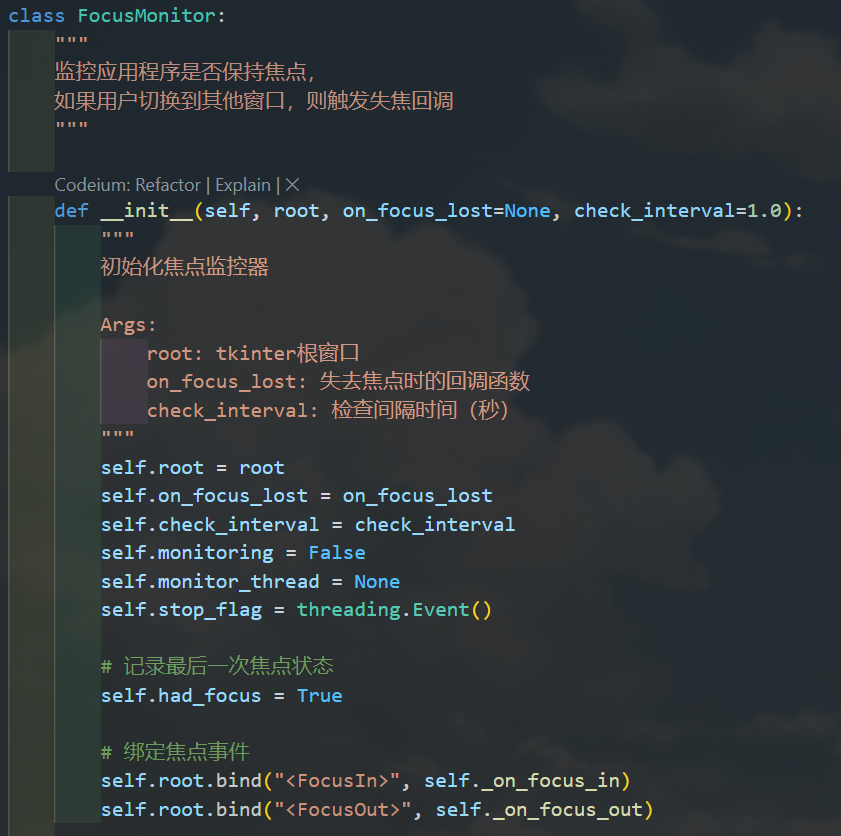 class FocusMonitor:
"""
监控应用程序是否保持焦点，
如果用户切换到其他窗口，则触发失焦回调
"""
Codeium: Refactor | Explain | ×
def __init__(self, root, on_focus_lost=None, check_interval=1.0):
"""
初始化焦点监控器
Args:
root: tkinter根窗口
on_focus_lost: 失去焦点时的回调函数
check_interval: 检查间隔时间（秒）
"""
self.root = root
self.on_focus_lost = on_focus_lost
self.check_interval = check_interval
self.monitoring = False
self.monitor_thread = None
self.stop_flag = threading.Event()
# 记录最后一次焦点状态
self.had_focus = True
# 绑定焦点事件
self.root.bind("<FocusIn>", self._on_focus_in)
self.root.bind("<FocusOut>", self._on_focus_out)